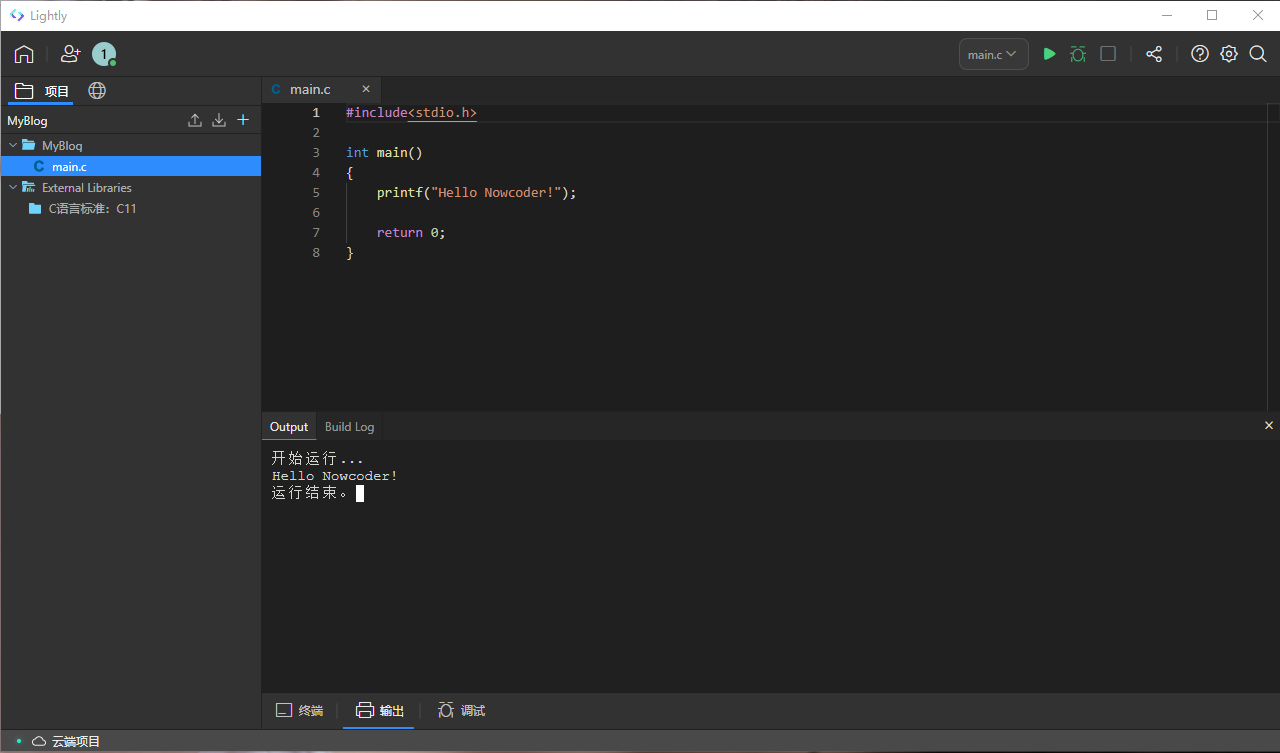 Lightly
1
main.c
项目
MyBlog
MyBlog
C main.c
External Libraries
C语言标准：C11
C main.c ×
1 #include<stdio.h>
2
3 int main()
4 {
5 printf("Hello Nowcoder!");
6
7 return 0;
8 }
Output Build Log ×
开始运行...
Hello Nowcoder!
运行结束。
终端 输出 调试
云端项目